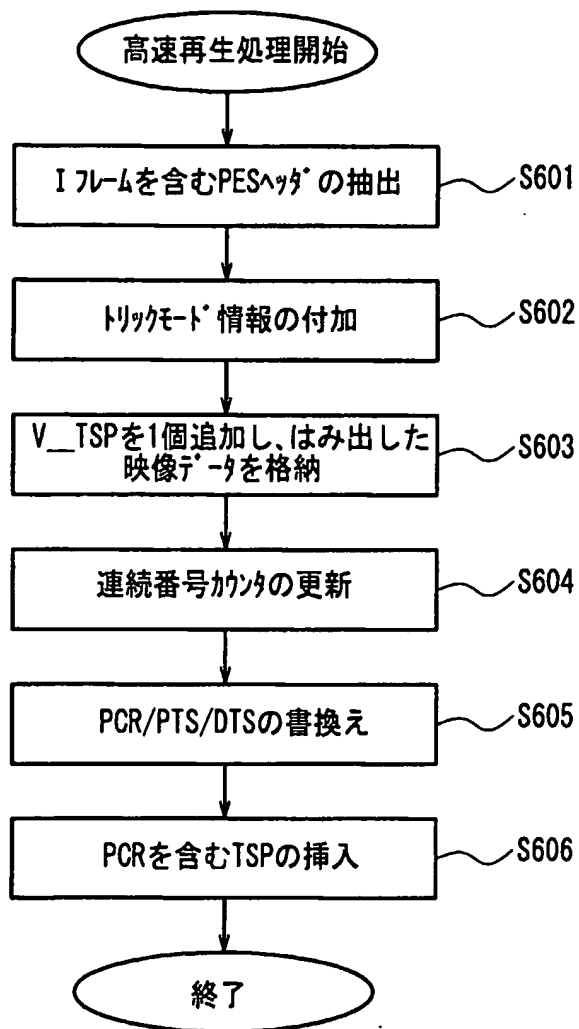 高速再生処理開始
Ｉフレームを含むPESヘッダの抽出
S601
トリックモード情報の付加
S602
V__TSPを1個追加し、はみ出した
映像データを格納
S603
連続番号カウンタの更新
S604
PCR/PTS/DTSの書換え
S605
PCRを含むTSPの挿入
S606
終了